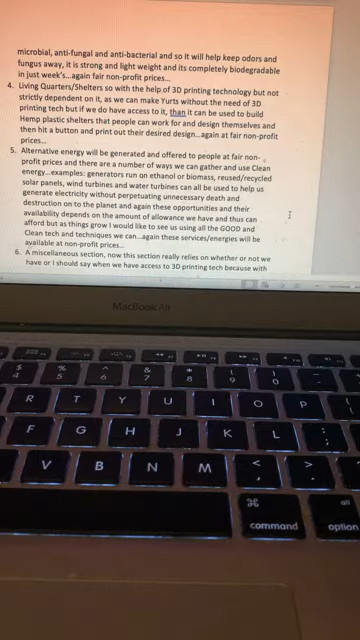 microbial, anti-fungal and anti-bacterial and so it will help keep odors and
fungus away, it is strong and light weight and its completely biodegradable
in just week's...again fair non-profit prices...
4. Living Quarters/Shelters so with the help of 3D printing technology but not
strictly dependent on it, as we can make Yurts without the need of 3D
printing tech but if we do have access to it, than it can be used to build
Hemp plastic shelters that people can work for and design themselves and
then hit a button and print out their desired design...again at fair non-profit
prices...
5. Alternative energy will be generated and offered to people at fair non-
profit prices and there are a number of ways we can gather and use Clean
energy...examples: generators run on ethanol or biomass, reused/recycled
solar panels, wind turbines and water turbines can all be used to help us
generate electricity without perpetuating unnecessary death and
destruction on to the planet and again these opportunities and their
availability depends on the amount of allowance we have and thus can
afford but as things grow I would like to see us using all the GOOD and
Clean tech and techniques we can...again these services/energies will be
available at non-profit prices...
6. A miscellaneous section, now this section really relies on whether or not we
have or I should say when we have access to 3D printing tech because with
MacBook Air
$ 4 % 5 ^ 6 & 7 * 8 ( 9 ) 0
R T Y U I O P
F G H J K L : ;
V B N M < , > .
⌘ alt
command option